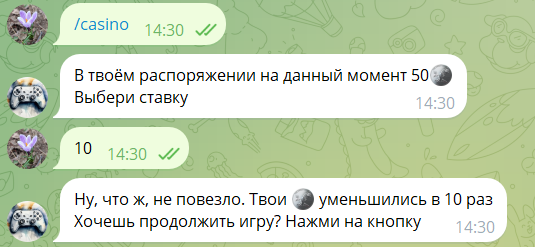 /casino
14:30
В твоём распоряжении на данный момент 50🌑
Выбери ставку
14:30
10
14:30
Ну, что ж, не повезло. Твои 🌑 уменьшились в 10 раз
Хочешь продолжить игру? Нажми на кнопку
14:30